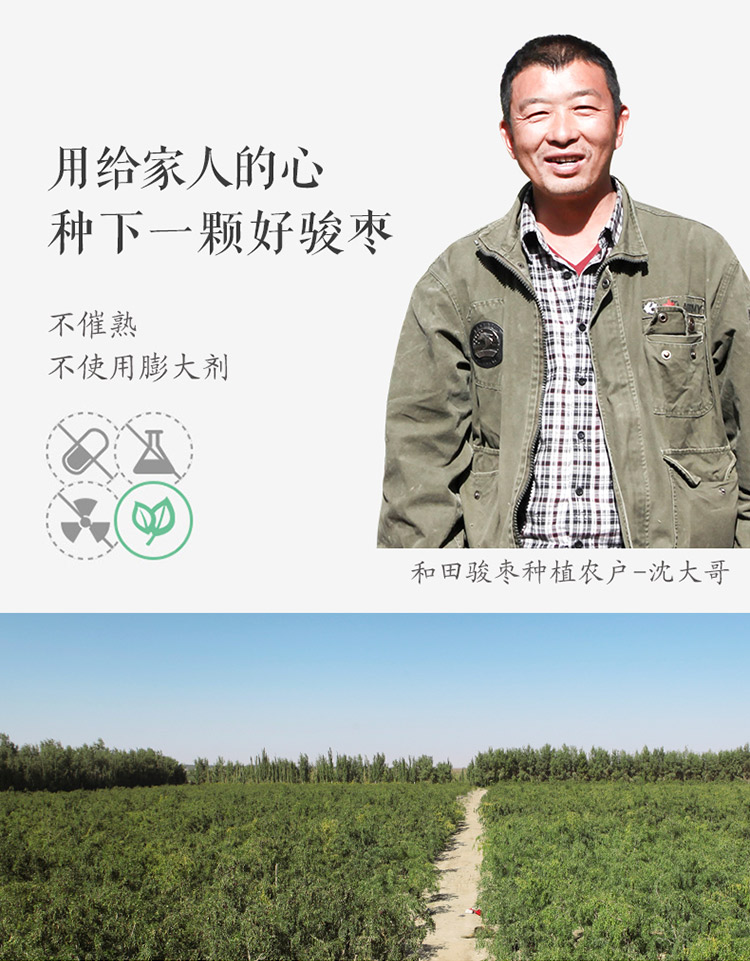 用给家人的心
种下一颗好骏枣
不催熟
不使用膨大剂
和田骏枣种植农户-沈大哥